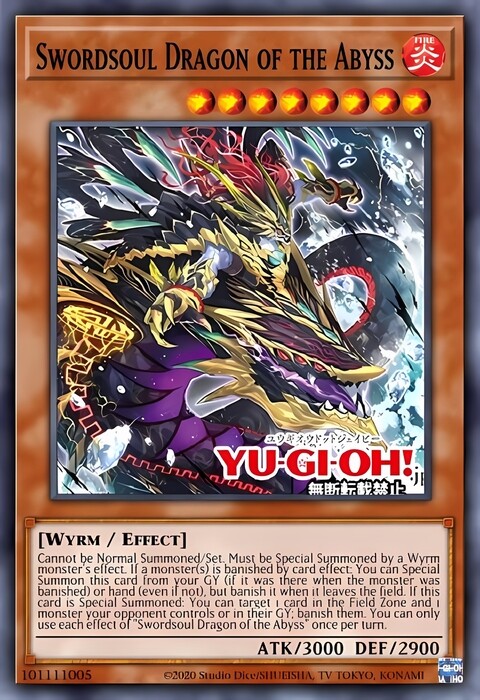 SWORDSOUL DRAGON OF THE ABYSS
FIRE
炎
ユウギオウドットジェイピー
YU-GI-OH!
無断転載禁止
[WYRM / EFFECT]
Cannot be Normal Summoned/Set. Must be Special Summoned by a Wyrm
monster's effect. If a monster(s) is banished by card effect: You can Special
Summon this card from your GY (if it was there when the monster was
banished) or hand (even if not), but banish it when it leaves the field. If this
card is Special Summoned: You can target 1 card in the Field Zone and 1
monster your opponent controls or in their GY; banish them. You can only
use each effect of "Swordsoul Dragon of the Abyss" once per turn.
ATK/3000 DEF/2900
101111005
©2020 Studio Dice/SHUEISHA, TV TOKYO, KONAMI